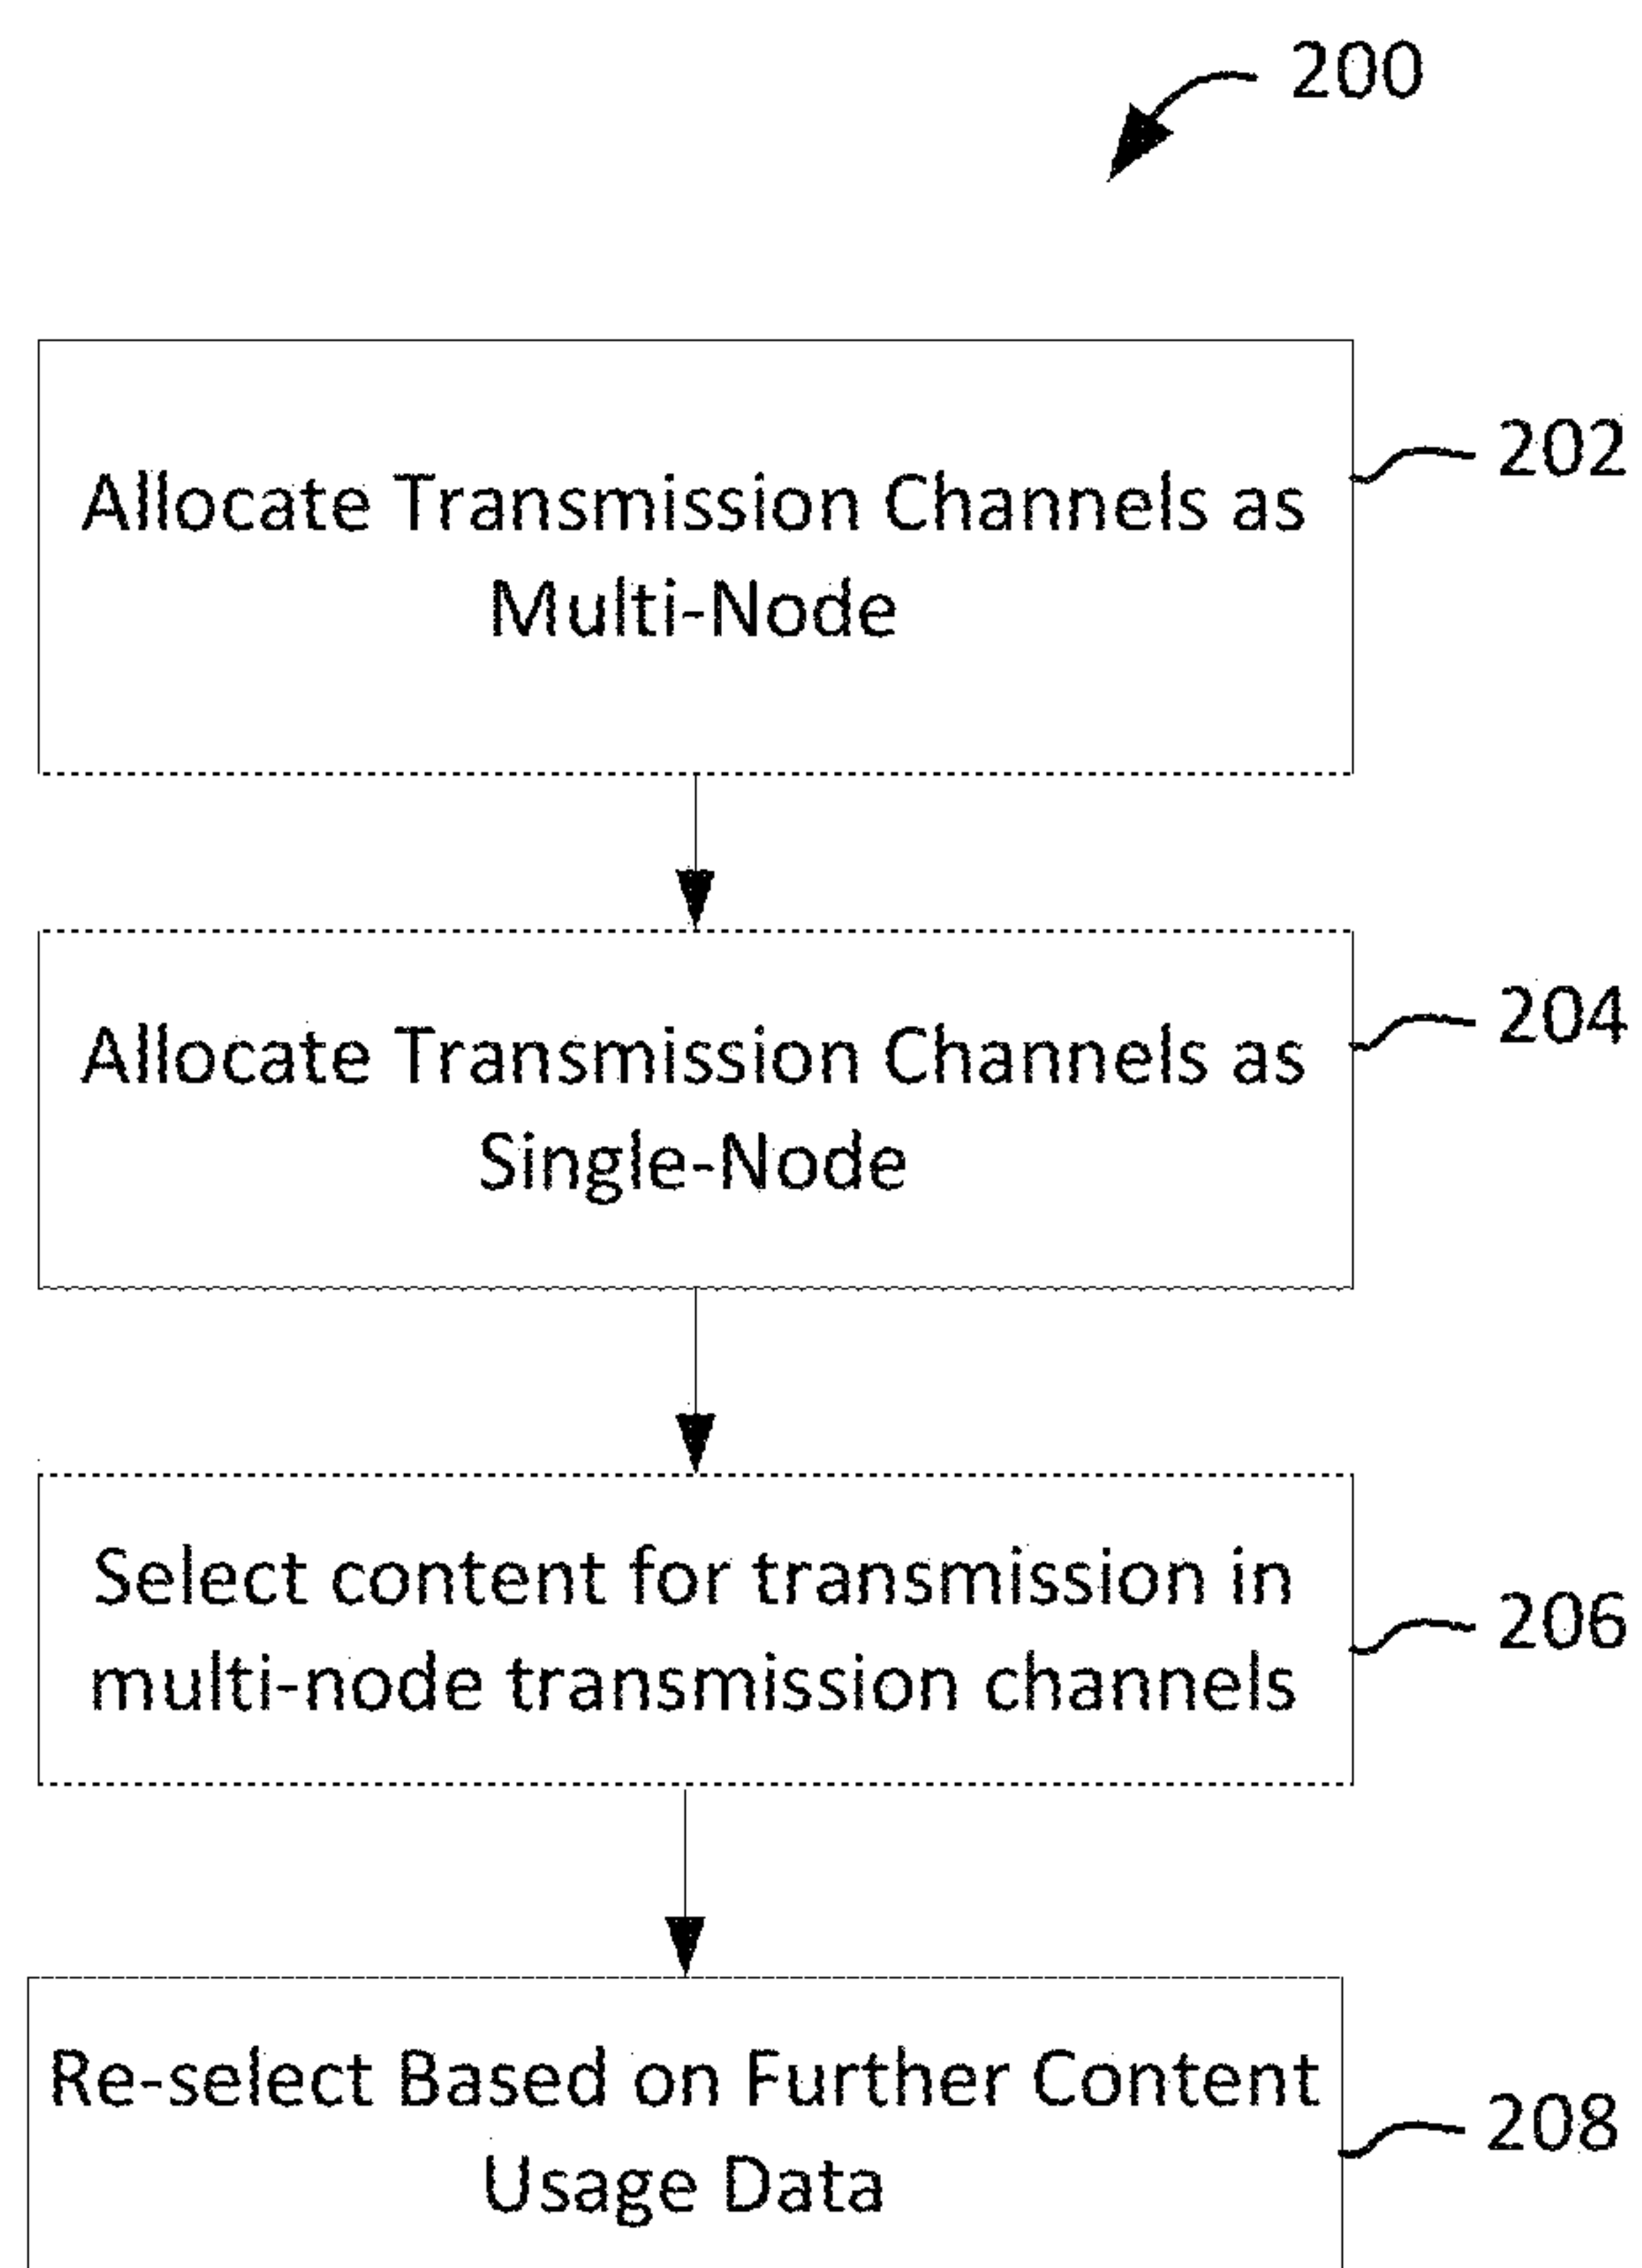 200
Allocate Transmission Channels as
Multi-Node
202
Allocate Transmission Channels as
Single-Node
204
Select content for transmission in
multi-node transmission channels
206
Re-select Based on Further Content
Usage Data
208